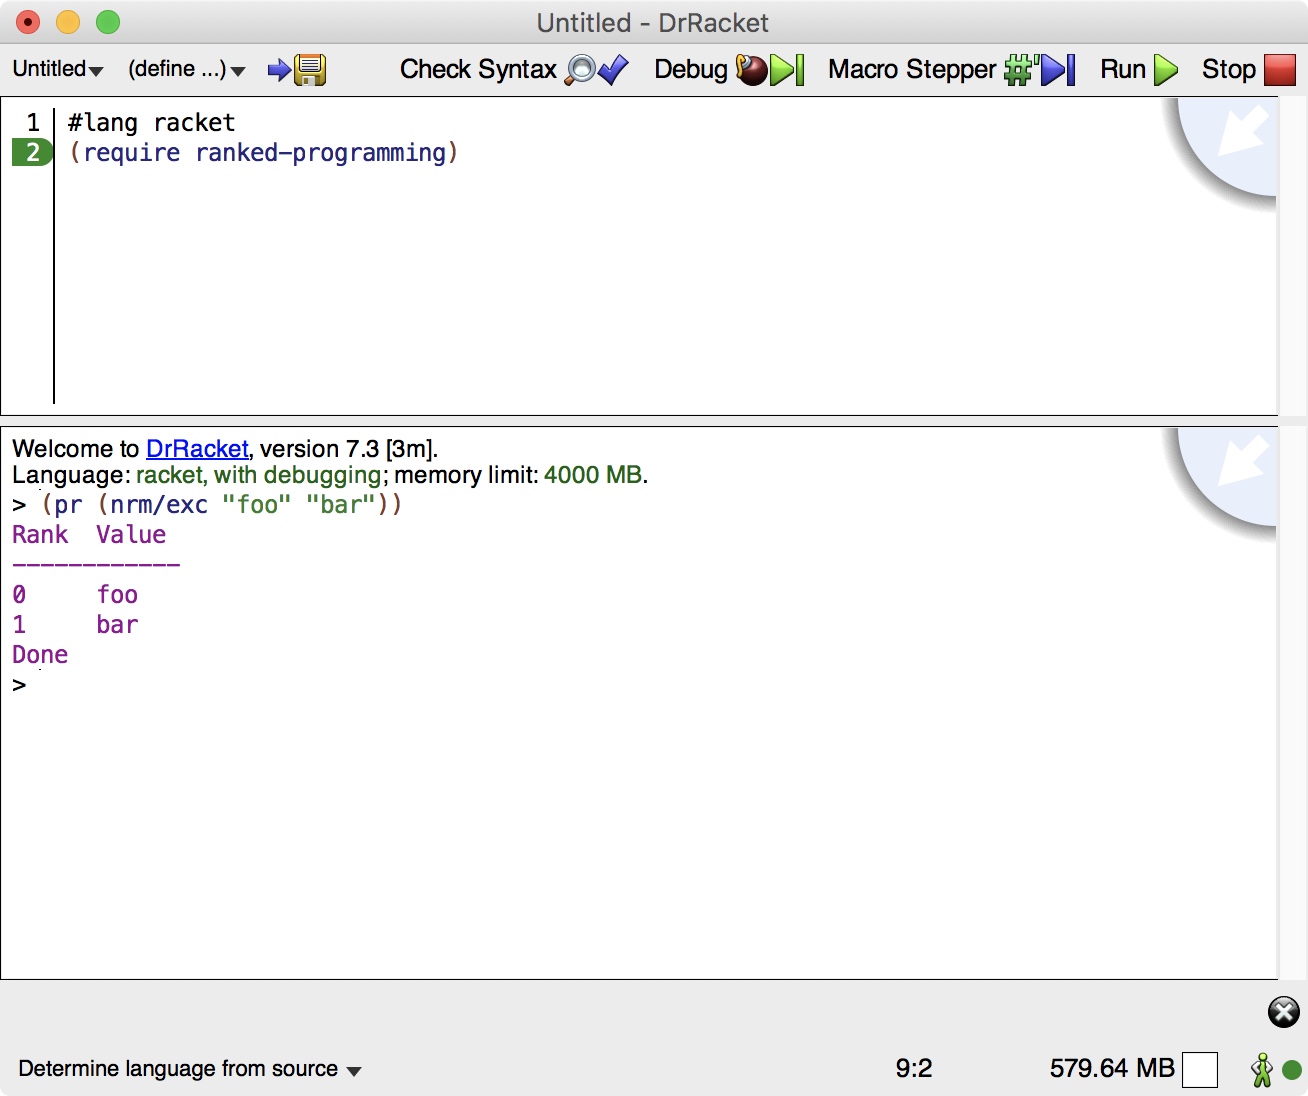 Untitled - DrRacket
Untitled (define ...) Check Syntax Debug Macro Stepper #' Run Stop
1 #lang racket
2 (require ranked-programming)
Welcome to DrRacket, version 7.3 [3m].
Language: racket, with debugging; memory limit: 4000 MB.
> (pr (nrm/exc "foo" "bar"))
Rank Value
------------
0 foo
1 bar
Done
>
Determine language from source 9:2 579.64 MB